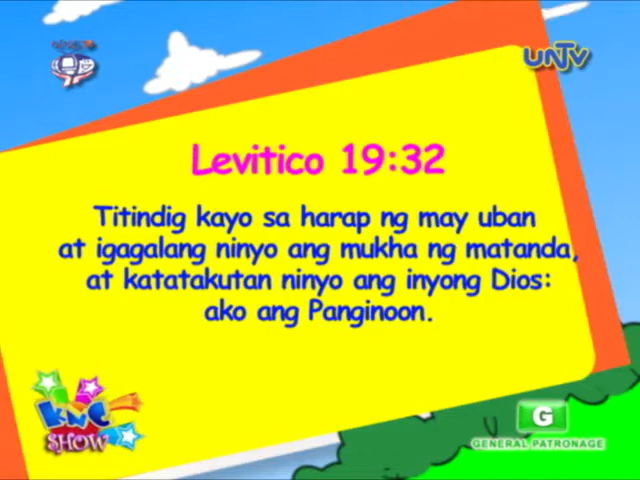 UNTV
Levitico 19:32
Titindig kayo sa harap ng may uban
at igagalang ninyo ang mukha ng matanda,
at katatakutan ninyo ang inyong Dios:
ako ang Panginoon.
KNC
SHOW
G
GENERAL PATRONAGE